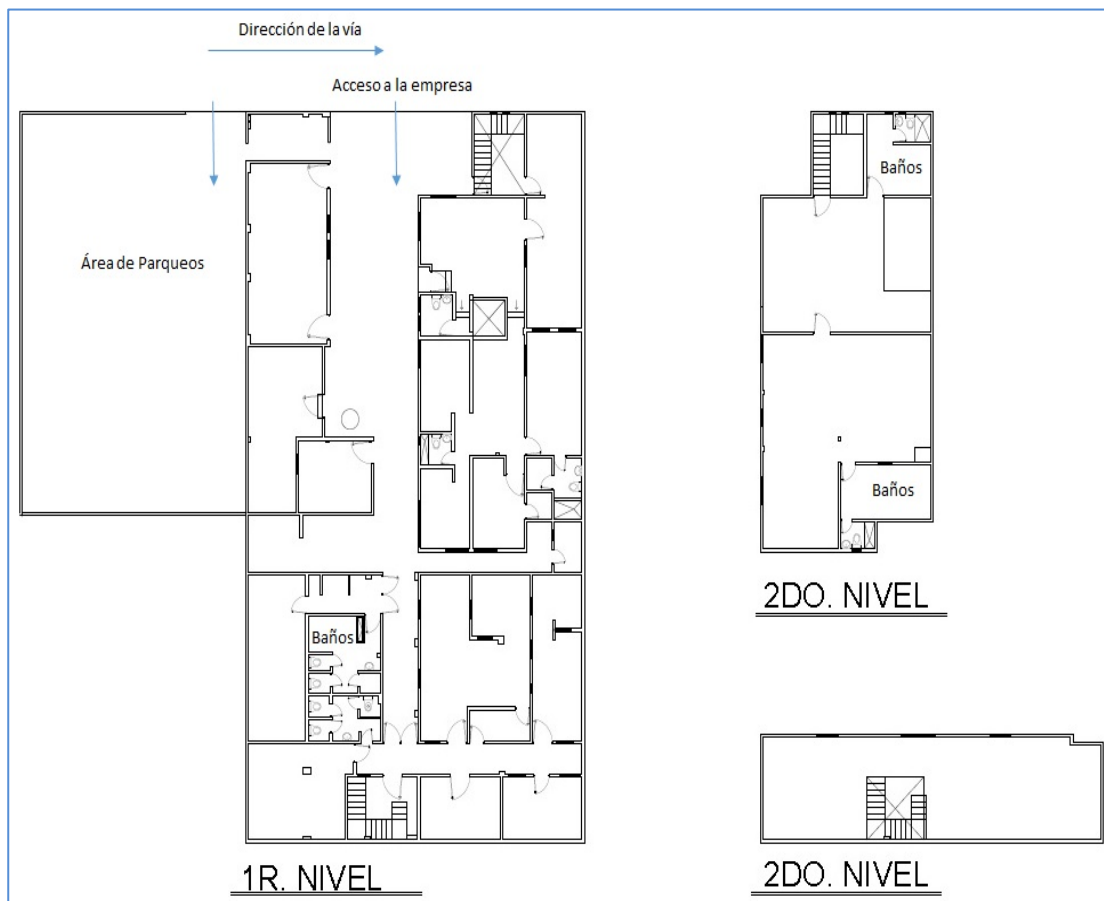 Dirección de la vía
Acceso a la empresa
Área de Parqueos
Baños
1R. NIVEL
Baños
Baños
2DO. NIVEL
2DO. NIVEL